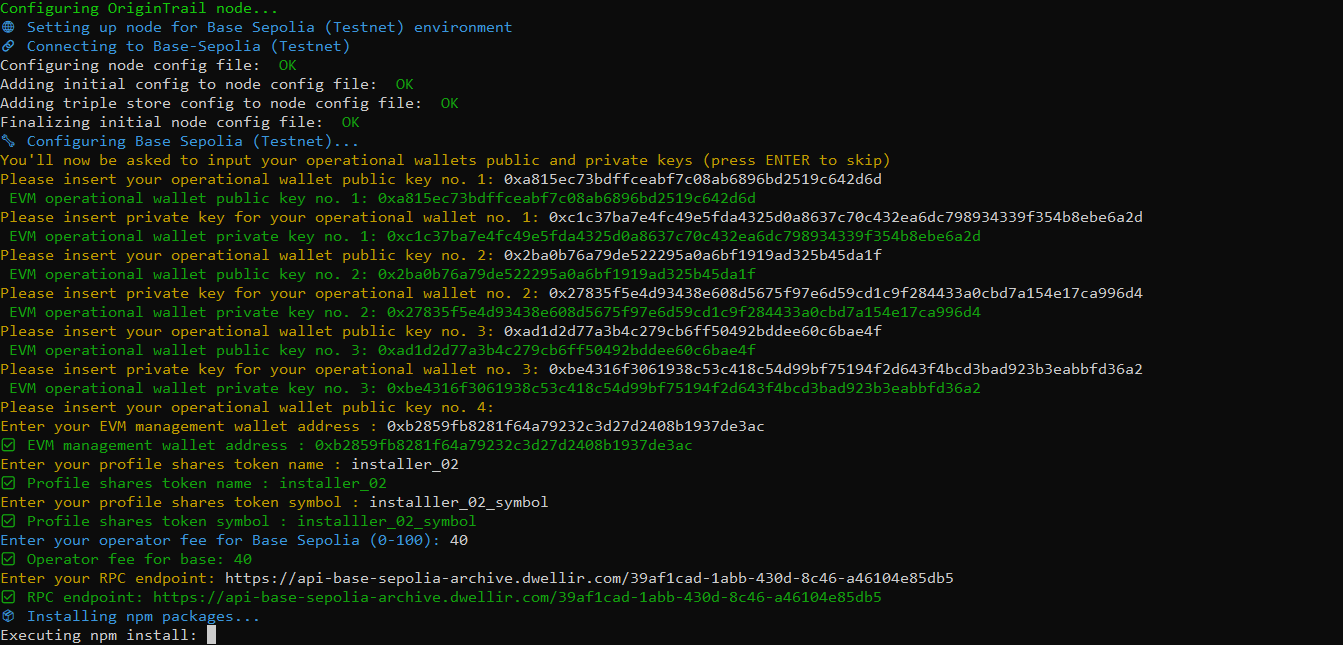 Configuring OriginTrail node...
Setting up node for Base Sepolia (Testnet) environment
Connecting to Base-Sepolia (Testnet)
Configuring node config file:  OK
Adding initial config to node config file:  OK
Adding triple store config to node config file:  OK
Finalizing initial node config file:  OK
Configuring Base Sepolia (Testnet)...
You'll now be asked to input your operational wallets public and private keys (press ENTER to skip)
Please insert your operational wallet public key no. 1: 0xa815ec73bdffceabf7c08ab6896bd2519c642d6d
EVM operational wallet public key no. 1: 0xa815ec73bdffceabf7c08ab6896bd2519c642d6d
Please insert private key for your operational wallet no. 1: 0xc1c37ba7e4fc49e5fda4325d0a8637c70c432ea6dc798934339f354b8ebe6a2d
EVM operational wallet private key no. 1: 0xc1c37ba7e4fc49e5fda4325d0a8637c70c432ea6dc798934339f354b8ebe6a2d
Please insert your operational wallet public key no. 2: 0x2ba0b76a79de522295a0a6bf1919ad325b45da1f
EVM operational wallet public key no. 2: 0x2ba0b76a79de522295a0a6bf1919ad325b45da1f
Please insert private key for your operational wallet no. 2: 0x27835f5e4d93438e608d5675f97e6d59cd1c9f284433a0cbd7a154e17ca996d4
EVM operational wallet private key no. 2: 0x27835f5e4d93438e608d5675f97e6d59cd1c9f284433a0cbd7a154e17ca996d4
Please insert your operational wallet public key no. 3: 0xad1d2d77a3b4c279cb6ff50492bddee60c6bae4f
EVM operational wallet public key no. 3: 0xad1d2d77a3b4c279cb6ff50492bddee60c6bae4f
Please insert private key for your operational wallet no. 3: 0xbe4316f3061938c53c418c54d99bf75194f2d643f4bcd3bad923b3eabbfd36a2
EVM operational wallet private key no. 3: 0xbe4316f3061938c53c418c54d99bf75194f2d643f4bcd3bad923b3eabbfd36a2
Please insert your operational wallet public key no. 4:
Enter your EVM management wallet address : 0xb2859fb8281f64a79232c3d27d2408b1937de3ac
EVM management wallet address : 0xb2859fb8281f64a79232c3d27d2408b1937de3ac
Enter your profile shares token name : installer_02
Profile shares token name : installer_02
Enter your profile shares token symbol : installler_02_symbol
Profile shares token symbol : installler_02_symbol
Enter your operator fee for Base Sepolia (0-100): 40
Operator fee for base: 40
Enter your RPC endpoint: https://api-base-sepolia-archive.dwellir.com/39af1cad-1abb-430d-8c46-a46104e85db5
RPC endpoint: https://api-base-sepolia-archive.dwellir.com/39af1cad-1abb-430d-8c46-a46104e85db5
Installing npm packages...
Executing npm install: